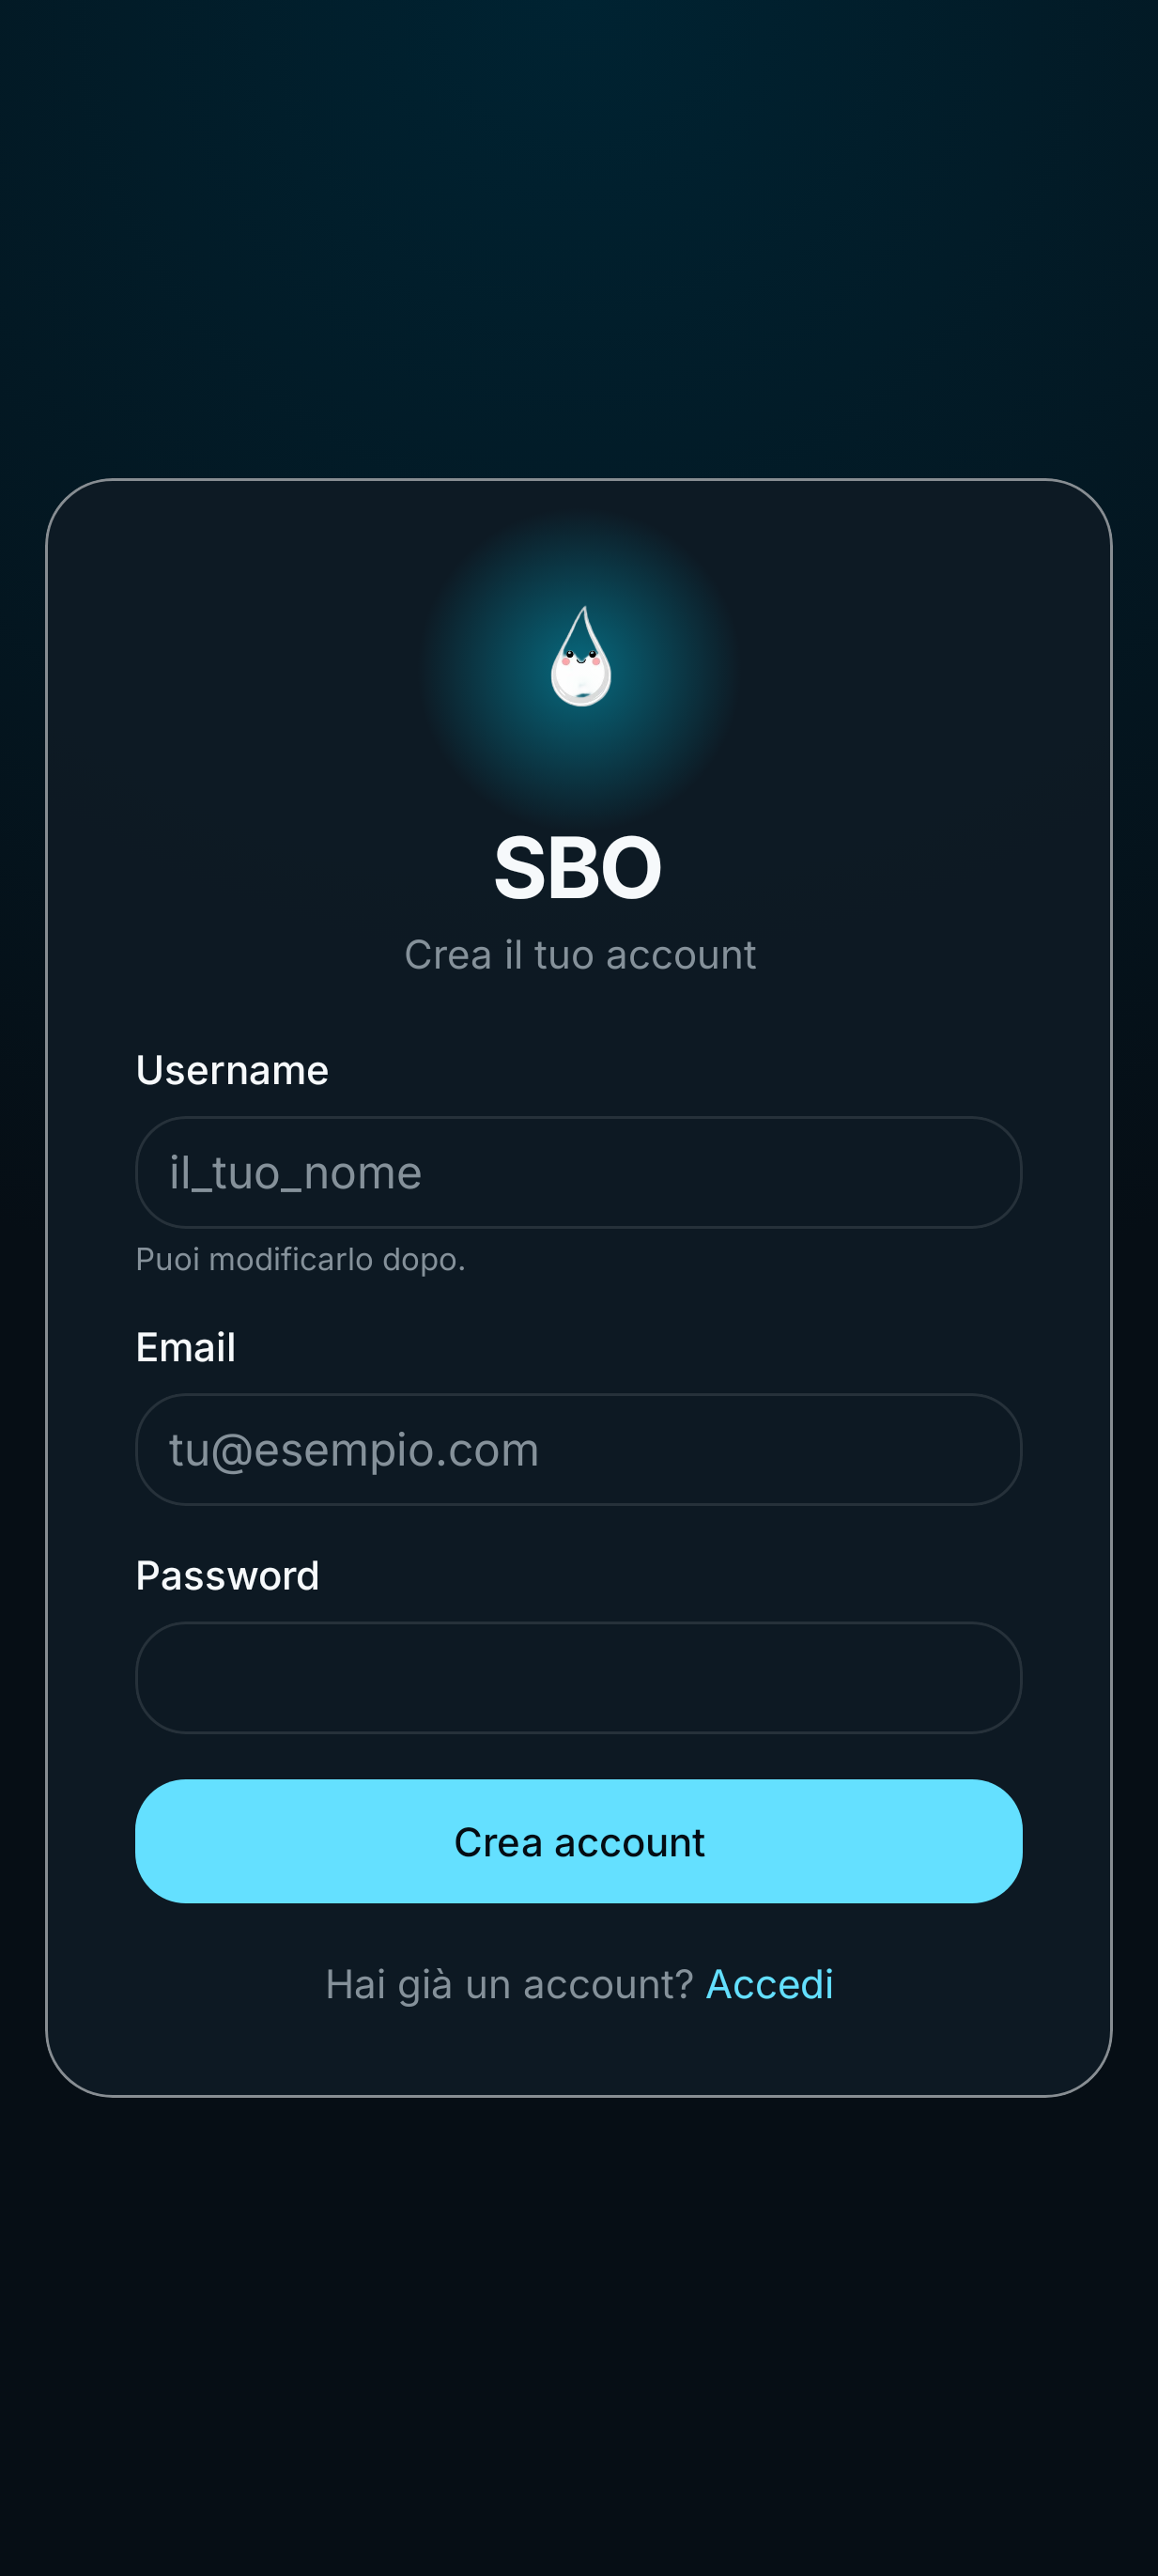 SBO
Crea il tuo account
Username
il_tuo_nome
Puoi modificarlo dopo.
Email
tu@esempio.com
Password
Crea account
Hai già un account? Accedi